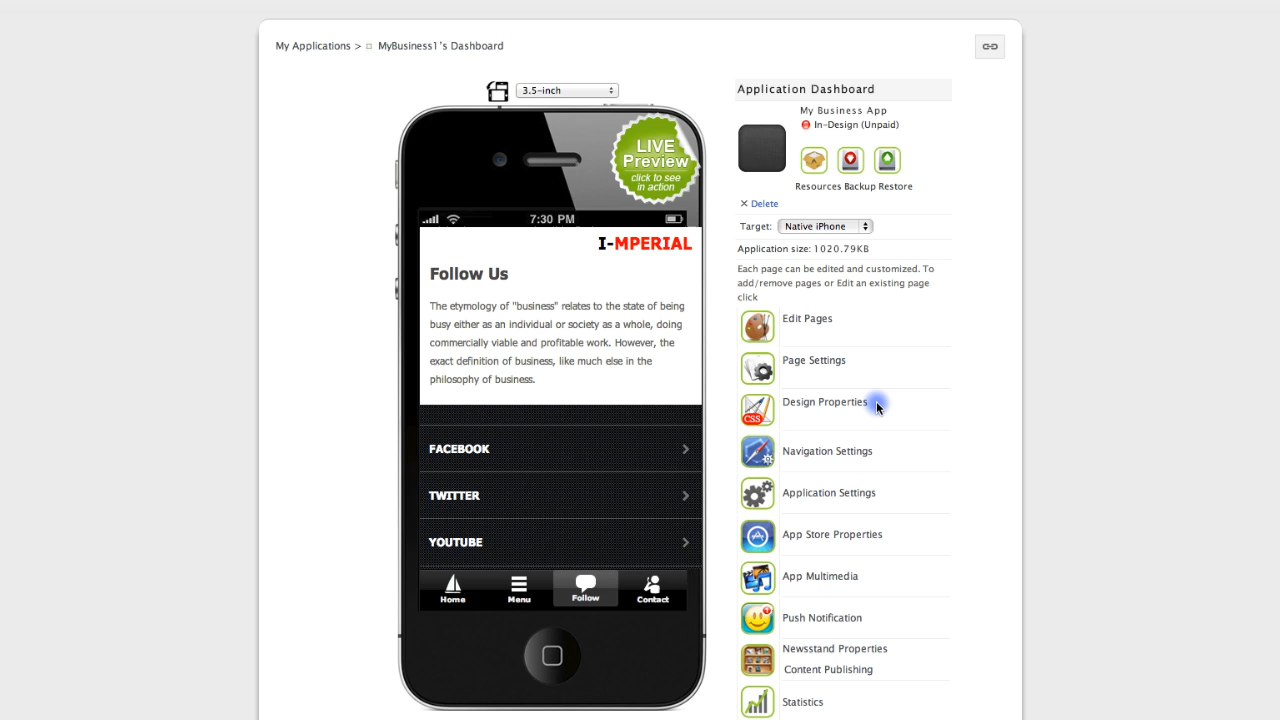 My Applications > MyBusiness1's Dashboard
3.5-inch
LIVE
Preview
click to see
in action
7:30 PM
I-MPERIAL
Follow Us
The etymology of "business" relates to the state of being
busy either as an individual or society as a whole, doing
commercially viable and profitable work. However, the
exact definition of business, like much else in the
philosophy of business.
FACEBOOK
TWITTER
YOUTUBE
Home Menu Follow Contact
Application Dashboard
My Business App
In-Design (Unpaid)
Resources Backup Restore
Delete
Target: Native iPhone
Application size: 1020.79KB
Each page can be edited and customized. To
add/remove pages or Edit an existing page
click
Edit Pages
Page Settings
CSS Design Properties
Navigation Settings
Application Settings
App Store Properties
App Multimedia
Push Notification
Newsstand Properties
Content Publishing
Statistics